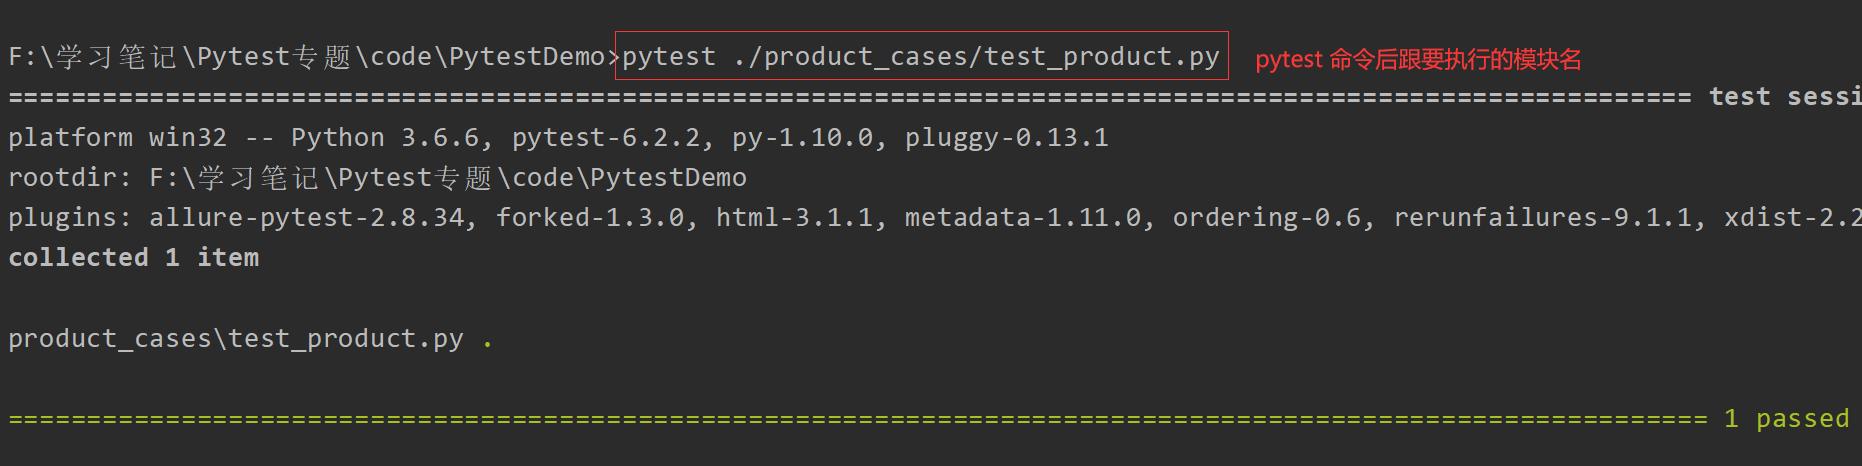 F:\学习笔记\Pytest专题\code\PytestDemo>pytest ./product_cases/test_product.py pytest 命令后跟要执行的模块名
=========================================================================================================== test sessi
platform win32 -- Python 3.6.6, pytest-6.2.2, py-1.10.0, pluggy-0.13.1
rootdir: F:\学习笔记\Pytest专题\code\PytestDemo
plugins: allure-pytest-2.8.34, forked-1.3.0, html-3.1.1, metadata-1.11.0, ordering-0.6, rerunfailures-9.1.1, xdist-2.2
collected 1 item
product_cases\test_product.py .
============================================================================================================ 1 passed